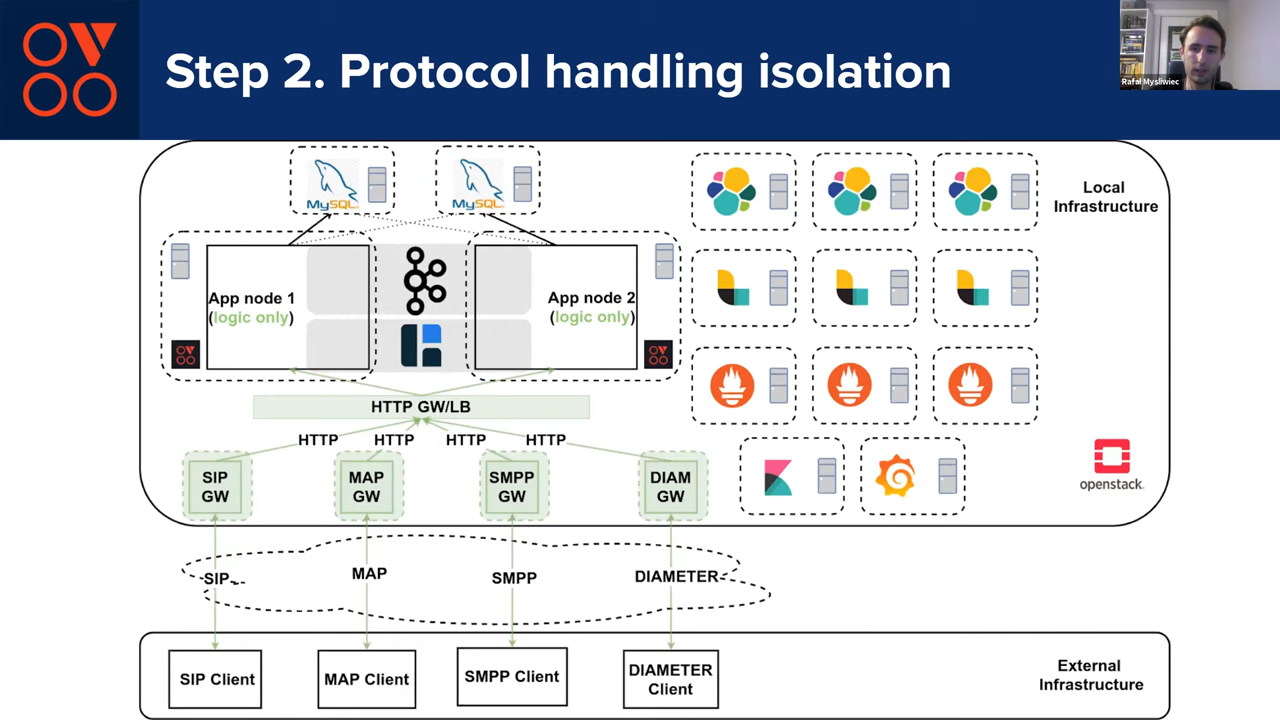 OVOO
Step 2. Protocol handling isolation
Rafał Myśliwiec
MySQL
MySQL
Local
Infrastructure
App node 1
(logic only)
App node 2
(logic only)
HTTP GW/LB
HTTP
HTTP
HTTP
HTTP
SIP
GW
MAP
GW
SMPP
GW
DIAM
GW
openstack.
SIP
MAP
SMPP
DIAMETER
SIP Client
MAP Client
SMPP Client
DIAMETER
Client
External
Infrastructure